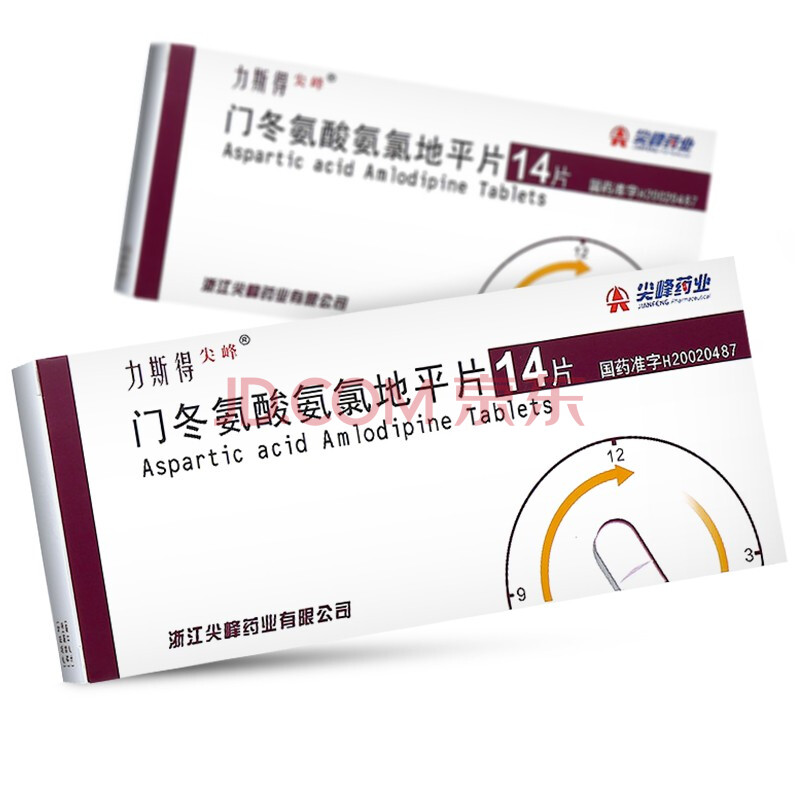 力斯得 尖峰®
尖峰药业
门冬氨酸氨氯地平片 14片
国药准字H20020487
Aspartic acid Amlodipine Tablets
12
浙江尖峰药业有限公司
尖峰药业
JIANFENG Pharmaceutical
力斯得 尖峰®
门冬氨酸氨氯地平片 14片
国药准字H20020487
JD.COM 京东
Aspartic acid Amlodipine Tablets
12
3
9
浙江尖峰药业有限公司